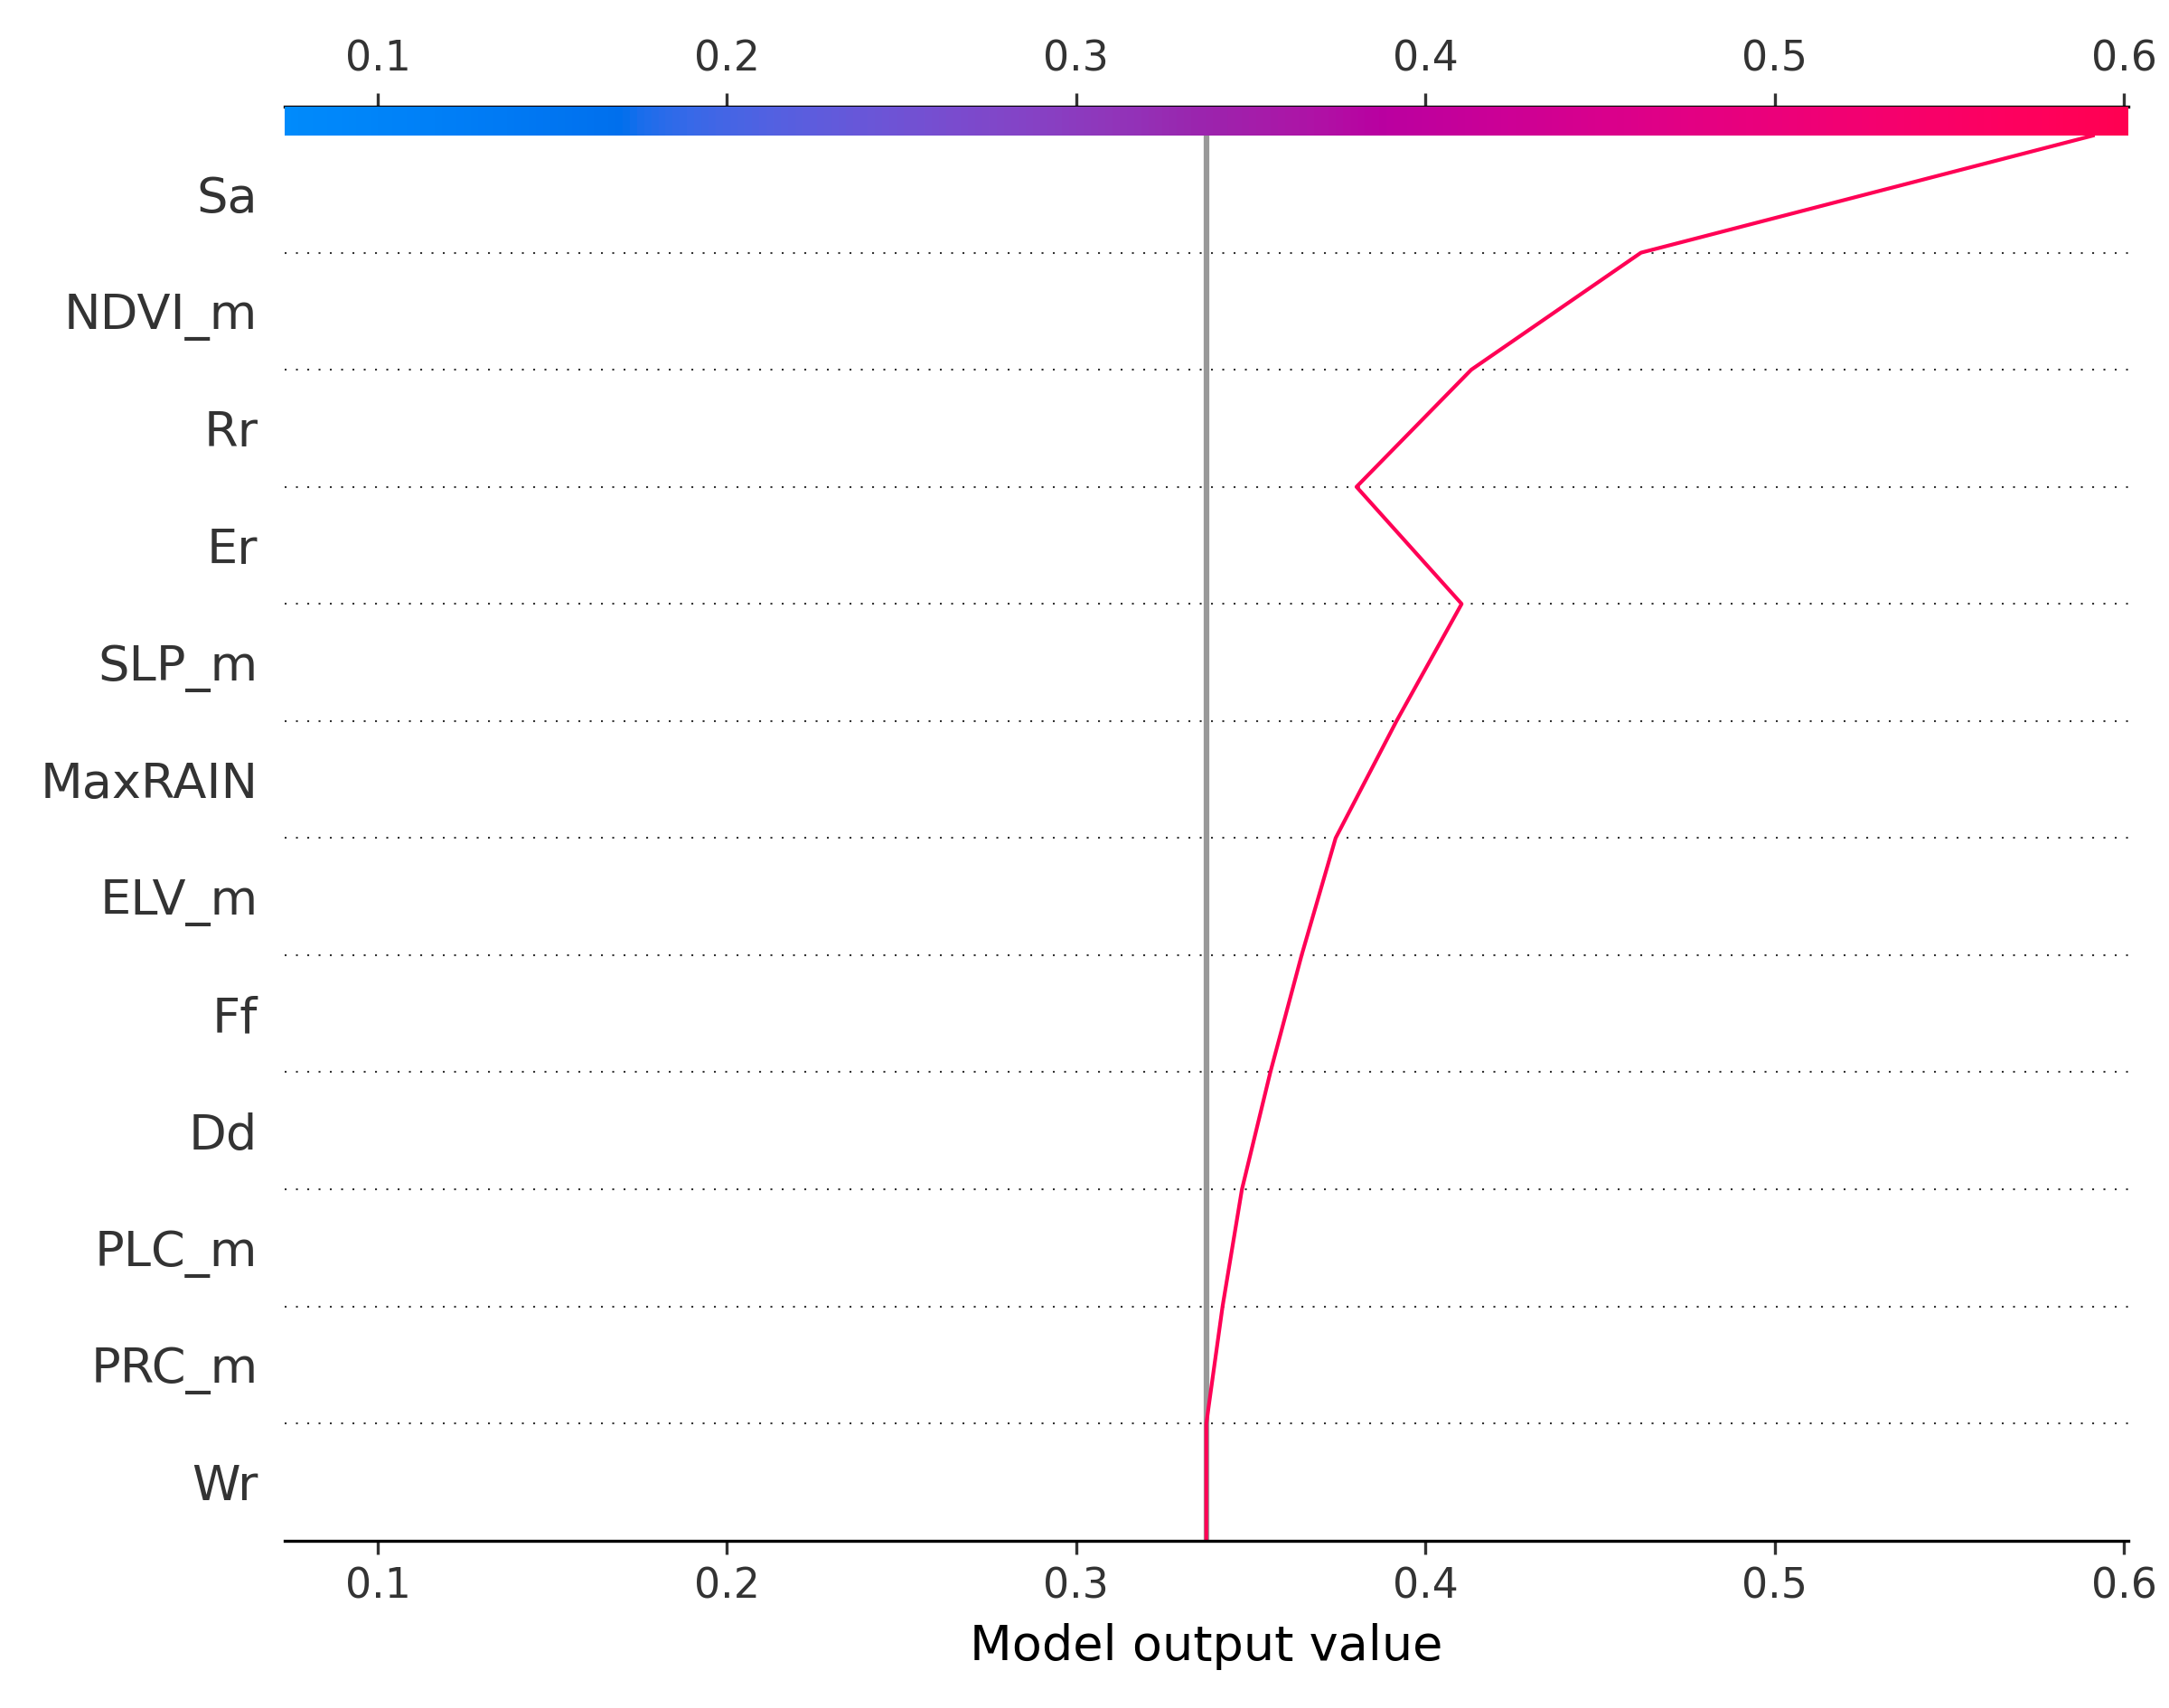 0.1 0.2 0.3 0.4 0.5 0.6
Sa
NDVI_m
Rr
Er
SLP_m
MaxRAIN
ELV_m
Ff
Dd
PLC_m
PRC_m
Wr
0.1 0.2 0.3 0.4 0.5 0.6
Model output value